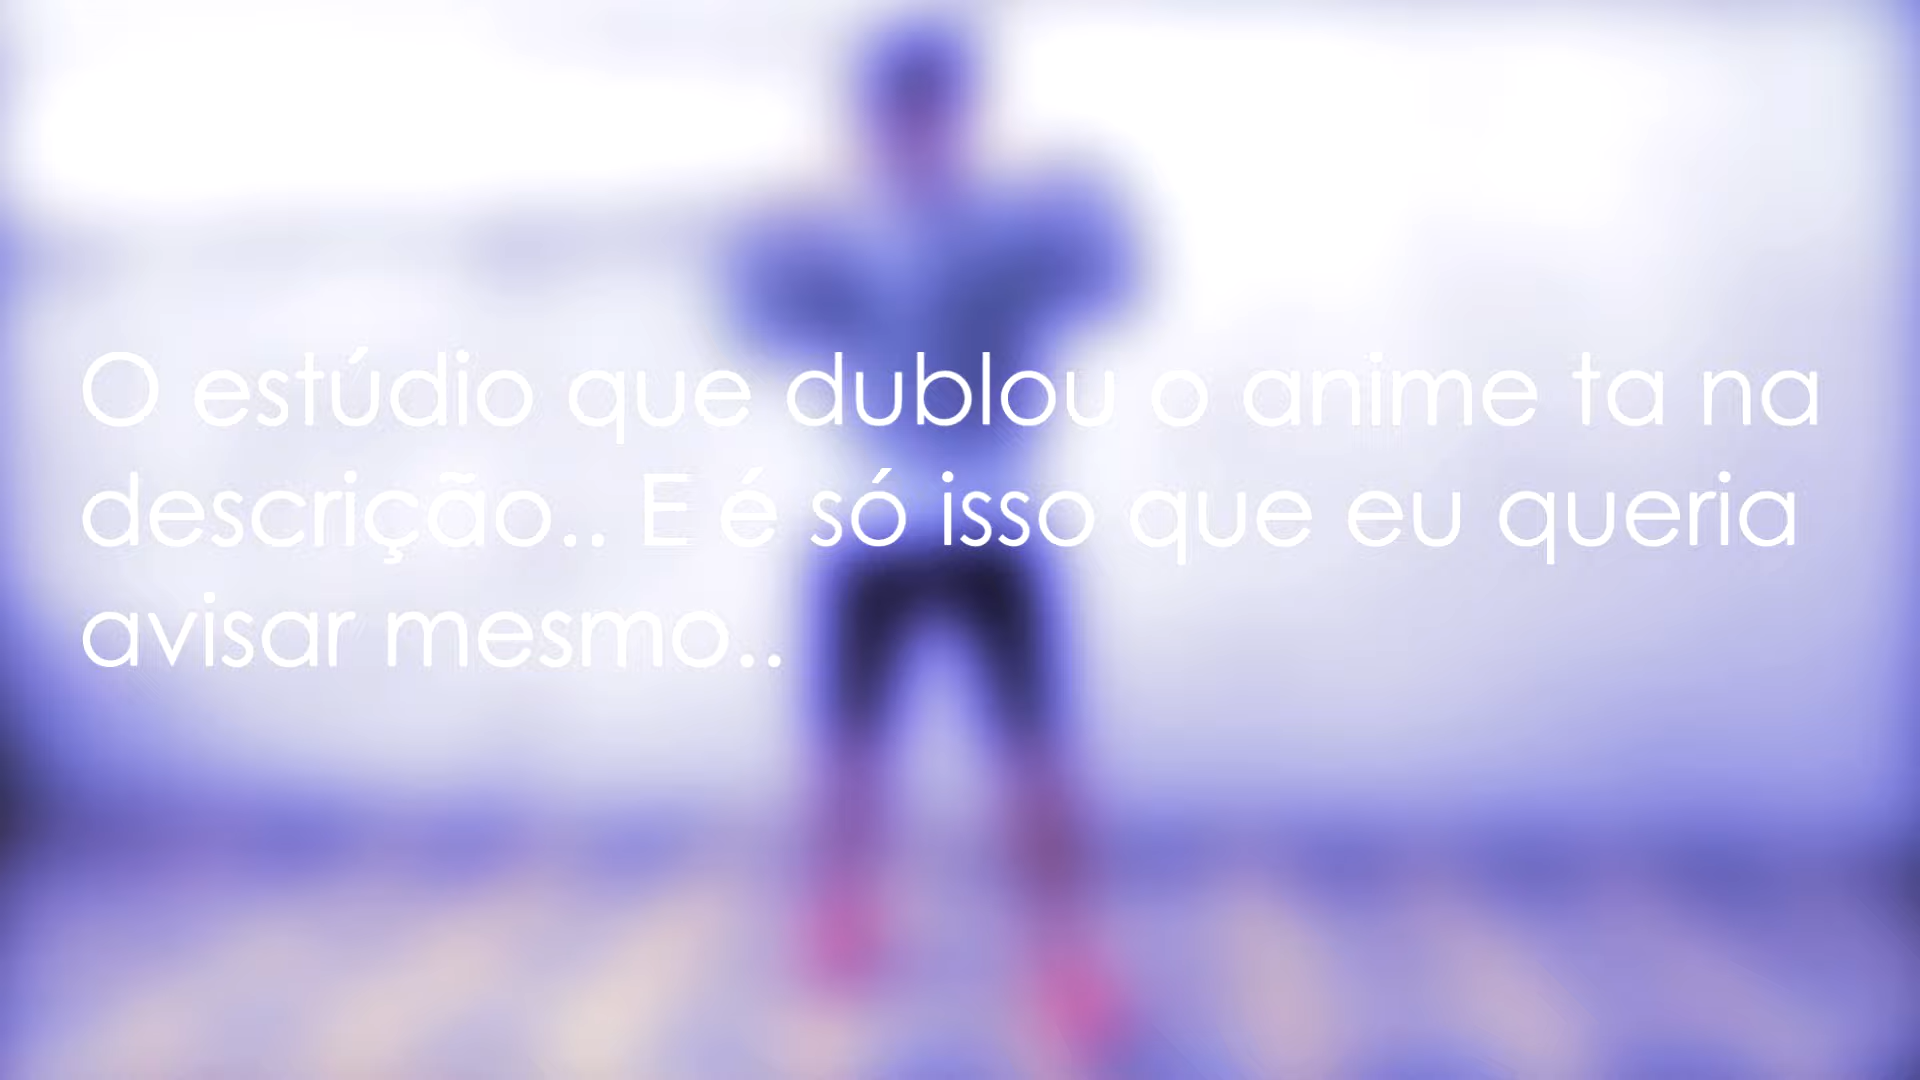 O estúdio que dublou o anime ta na
descrição.. E é só isso que eu queria
avisar mesmo..